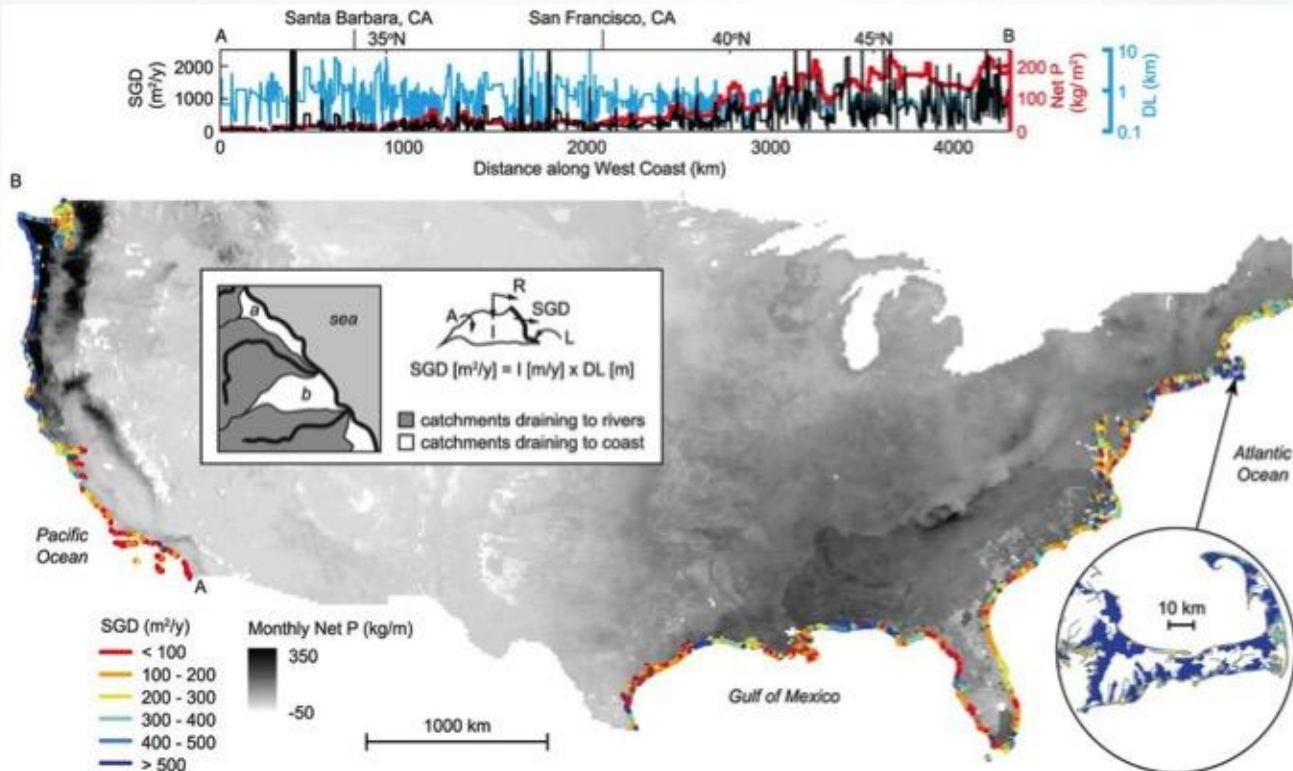 Santa Barbara, CA San Francisco, CA
A 35°N 40°N 45°N B
SGD (m²/y)
2000
1000
0
200
100
0
Net P (kg/m²)
10
1
0.1
DL (km)
0 1000 2000 3000 4000
Distance along West Coast (km)
B
a
sea
b
R
A
SGD
I
L
SGD [m²/y] = I [m/y] x DL [m]
catchments draining to rivers
catchments draining to coast
Atlantic
Ocean
Pacific
Ocean
A
10 km
SGD (m²/y)
< 100
100 - 200
200 - 300
300 - 400
400 - 500
> 500
Monthly Net P (kg/m)
350
-50
Gulf of Mexico
1000 km